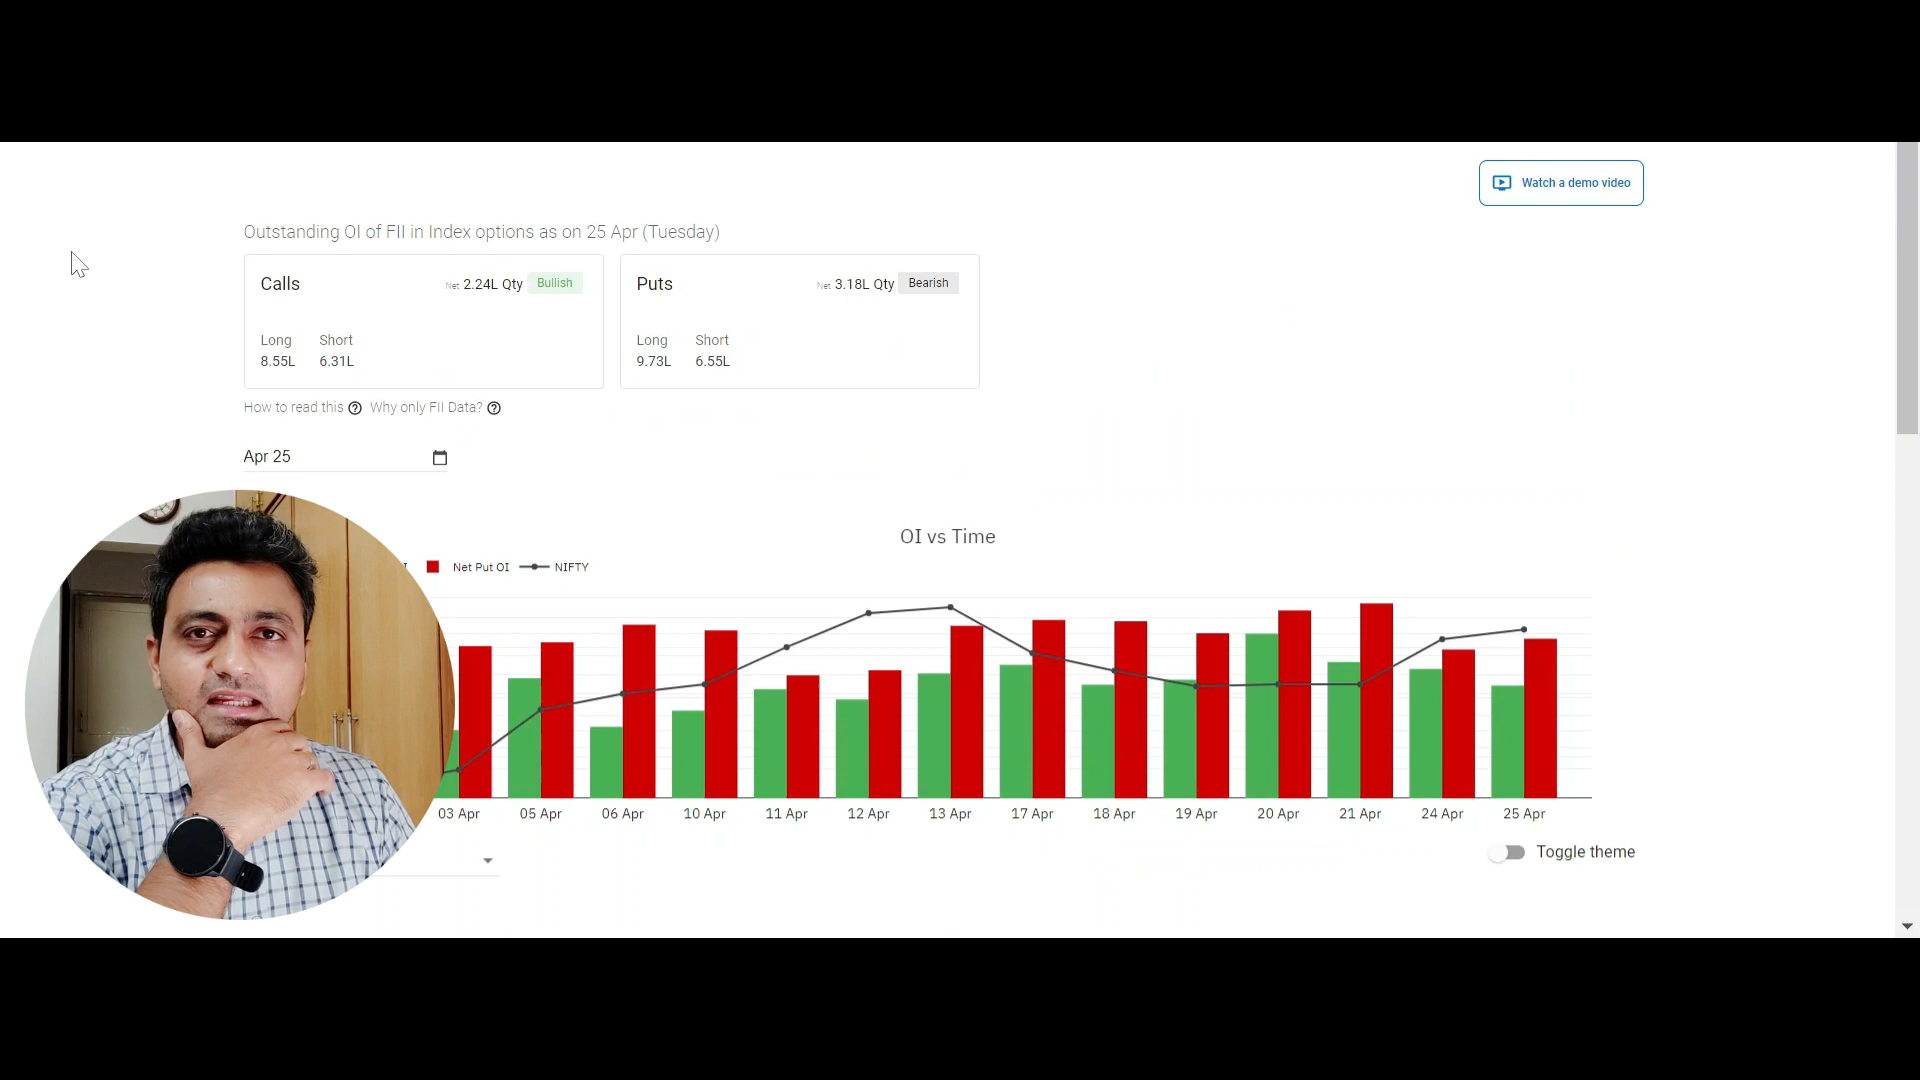 Watch a demo video
Outstanding OI of FII in Index options as on 25 Apr (Tuesday)
Calls Net 2.24L Qty Bullish
Long Short
8.55L 6.31L
Puts Net 3.18L Qty Bearish
Long Short
9.73L 6.55L
How to read this Why only FII Data?
Apr 25
OI vs Time
Net Put OI NIFTY
03 Apr 05 Apr 06 Apr 10 Apr 11 Apr 12 Apr 13 Apr 17 Apr 18 Apr 19 Apr 20 Apr 21 Apr 24 Apr 25 Apr
Toggle theme